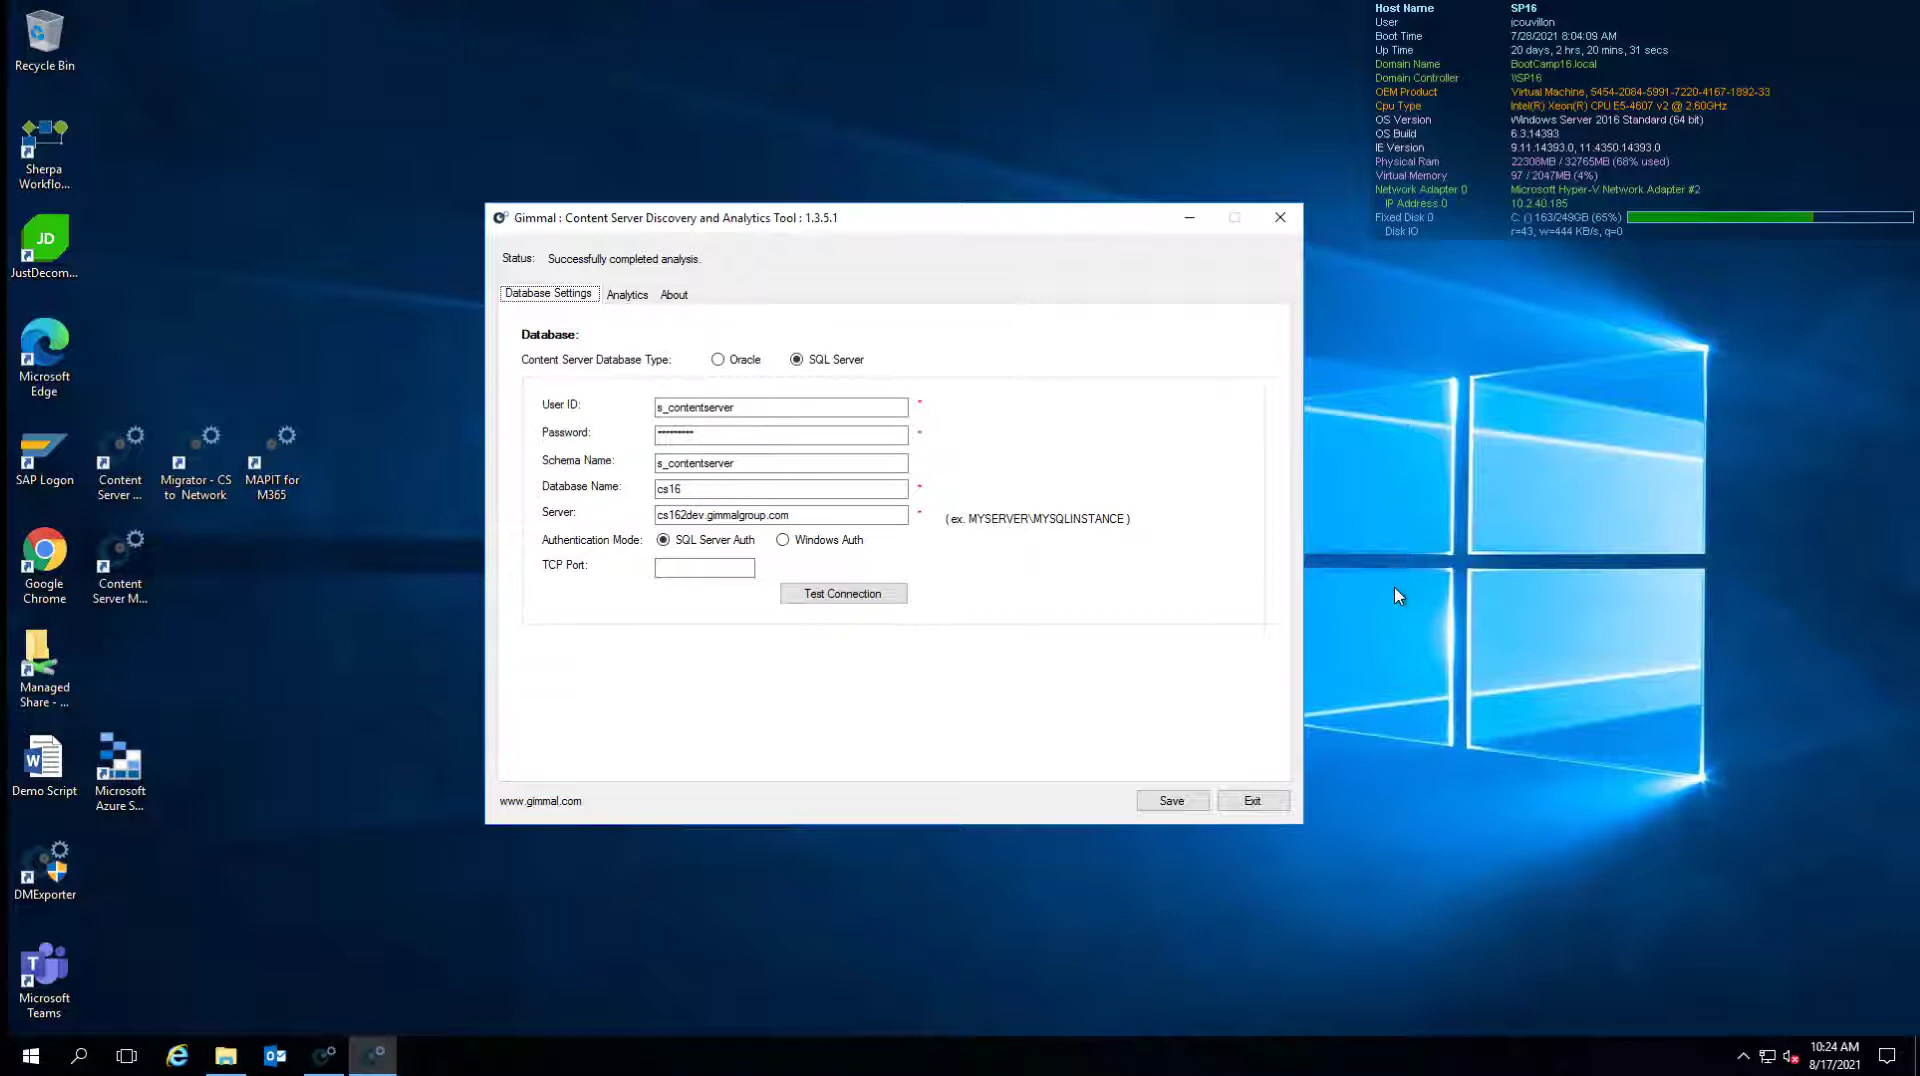 Recycle Bin
Sherpa
Workflo...
JD
JustDecom...
Microsoft
Edge
SAP Logon
Content
Server ...
Migrator - CS
to Network
MAPIT for
M365
Google
Chrome
Content
Server M...
Managed
Share - ...
Demo Script
Microsoft
Azure S...
DMExporter
Microsoft
Teams
Host Name SP16
User jcouvillon
Boot Time 7/28/2021 8:04:09 AM
Up Time 20 days, 2 hrs, 20 mins, 31 secs
Domain Name BootCamp16.local
Domain Controller \\SP16
OEM Product Virtual Machine, 5454-2084-5991-7220-4167-1892-33
Cpu Type Intel(R) Xeon(R) CPU E5-4607 v2 @ 2.60GHz
OS Version Windows Server 2016 Standard (64 bit)
OS Build 6.3.14393
IE Version 9.11.14393.0, 11.4350.14393.0
Physical Ram 22308MB / 32765MB (68% used)
Virtual Memory 97 / 2047MB (4%)
Network Adapter 0 Microsoft Hyper-V Network Adapter #2
IP Address 0 10.2.40.185
Fixed Disk 0 C: () 163/249GB (65%)
Disk IO r=43, w=444 KB/s, q=0
Gimmal : Content Server Discovery and Analytics Tool : 1.3.5.1
Status: Successfully completed analysis.
Database Settings Analytics About
Database:
Content Server Database Type: Oracle SQL Server
User ID: s_contentserver *
Password: ********* *
Schema Name: s_contentserver
Database Name: cs16 *
Server: cs162dev.gimmalgroup.com * ( ex. MYSERVER\MYSQLINSTANCE )
Authentication Mode: SQL Server Auth Windows Auth
TCP Port:
Test Connection
www.gimmal.com Save Exit
10:24 AM
8/17/2021